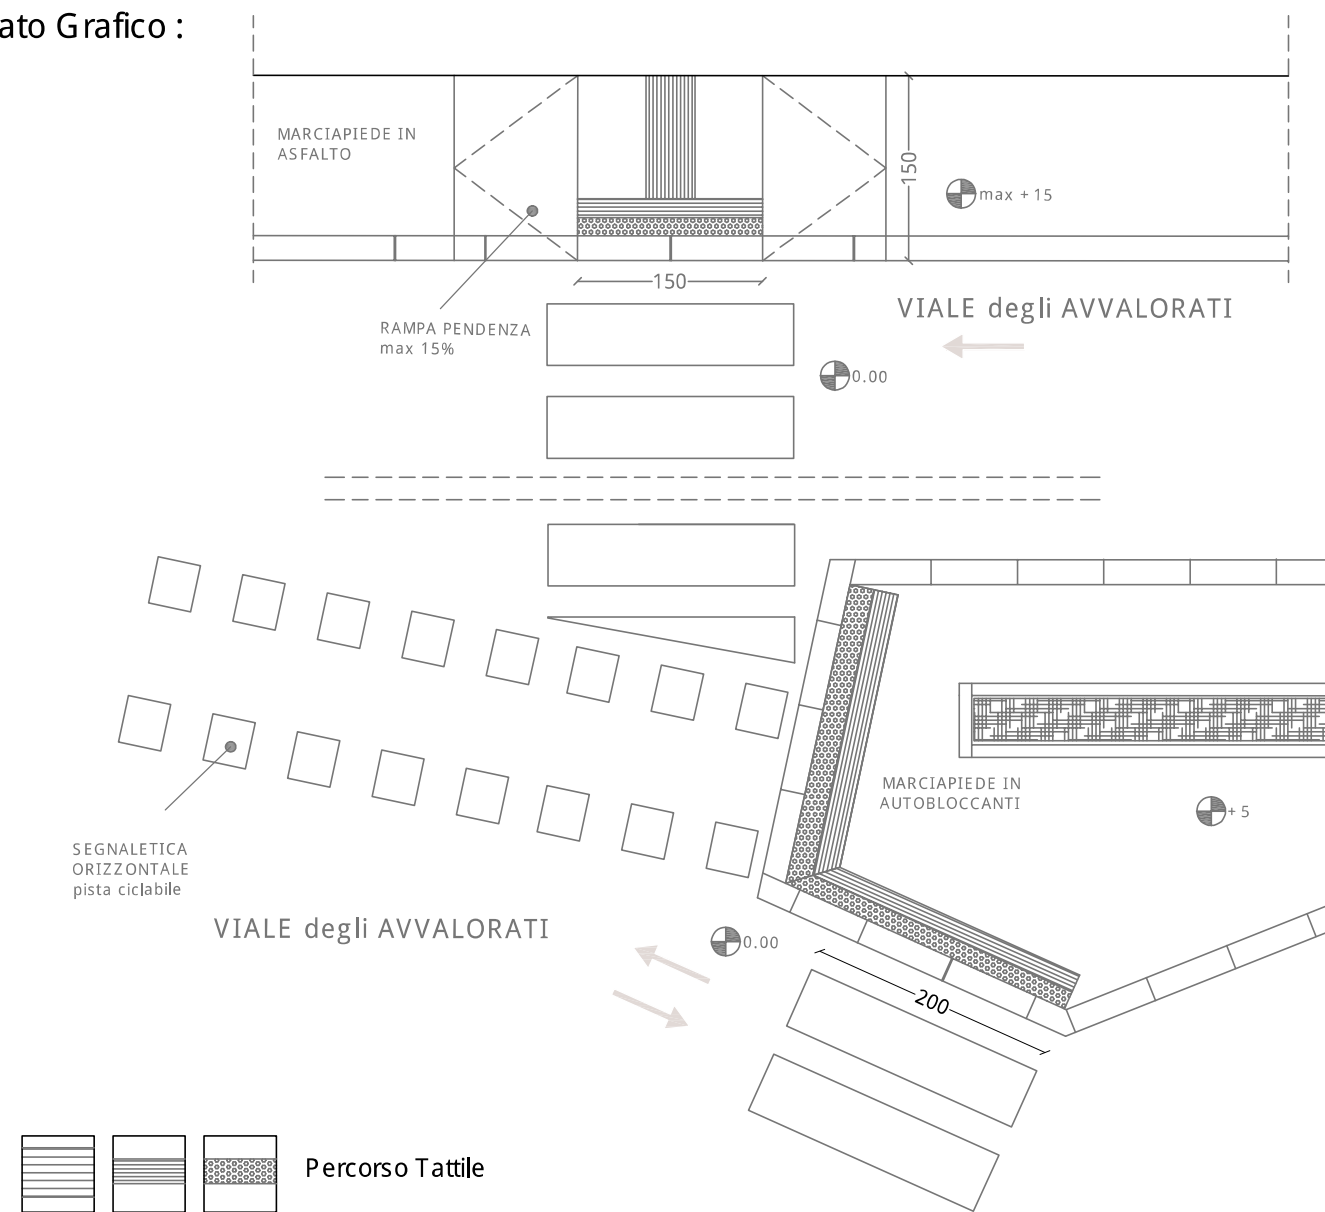 ato Grafico :
MARCIAPIEDE IN
ASFALTO
150
max + 15
150
VIALE degli AVVALORATI
RAMPA PENDENZA
max 15%
0.00
MARCIAPIEDE IN
AUTOBLOCCANTI
+ 5
SEGNALETICA
ORIZZONTALE
pista ciclabile
VIALE degli AVVALORATI
0.00
200
Percorso Tattile